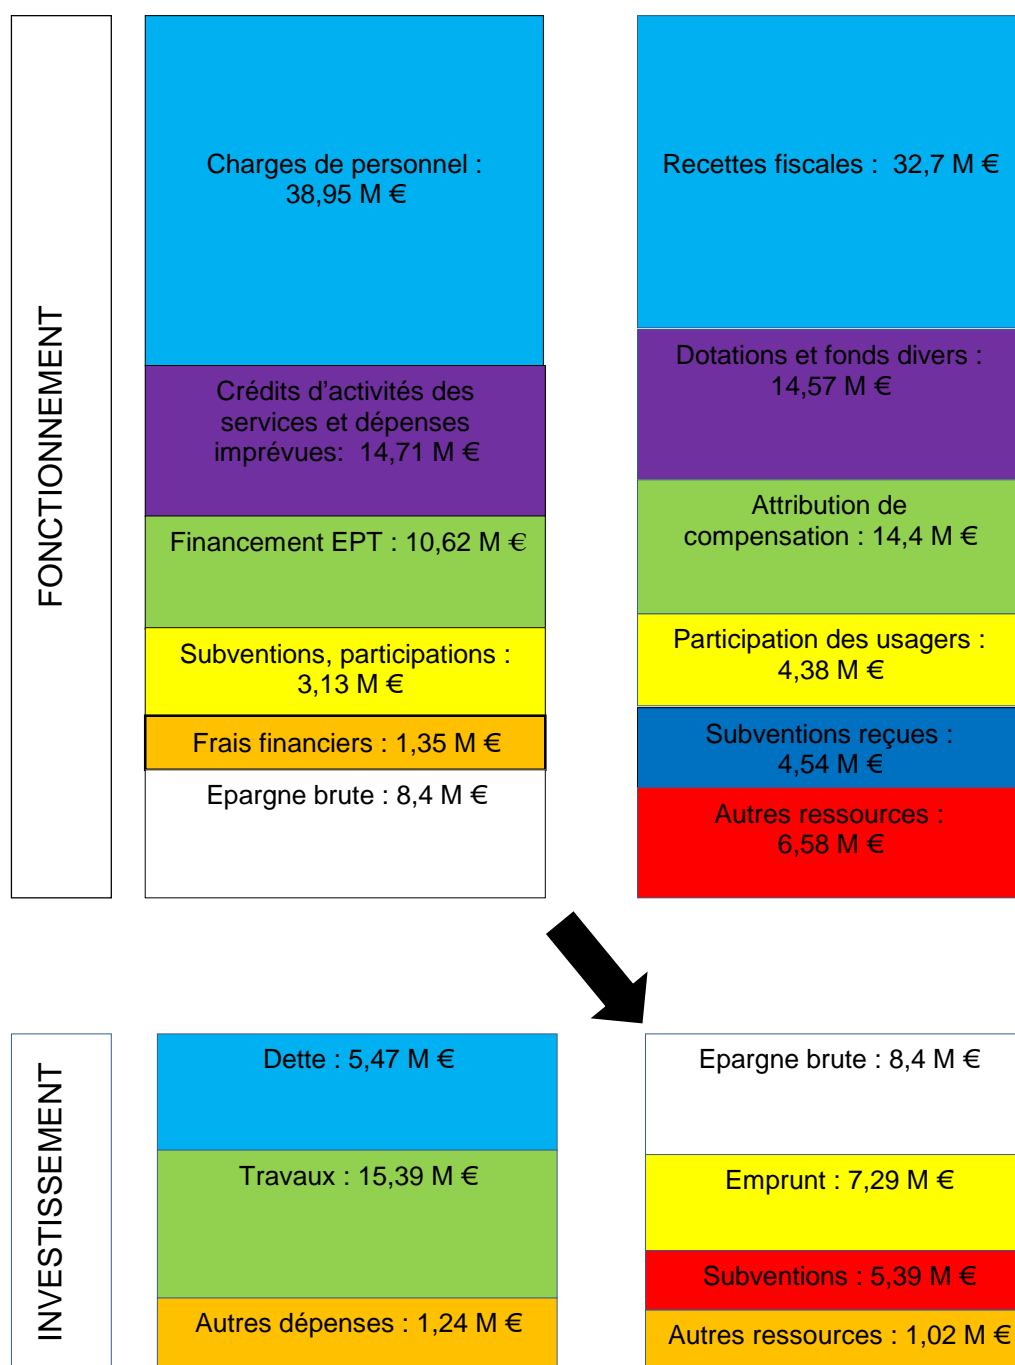 FONCTIONNEMENT
Charges de personnel :
38,95 M €
Crédits d’activités des
services et dépenses
imprévues:  14,71 M €
Financement EPT : 10,62 M €
Subventions, participations :
3,13 M €
Frais financiers : 1,35 M €
Epargne brute : 8,4 M €
Recettes fiscales :  32,7 M €
Dotations et fonds divers :
14,57 M €
Attribution de
compensation : 14,4 M €
Participation des usagers :
4,38 M €
Subventions reçues :
4,54 M €
Autres ressources :
6,58 M €
INVESTISSEMENT
Dette : 5,47 M €
Travaux : 15,39 M €
Autres dépenses : 1,24 M €
Epargne brute : 8,4 M €
Emprunt : 7,29 M €
Subventions : 5,39 M €
Autres ressources : 1,02 M €